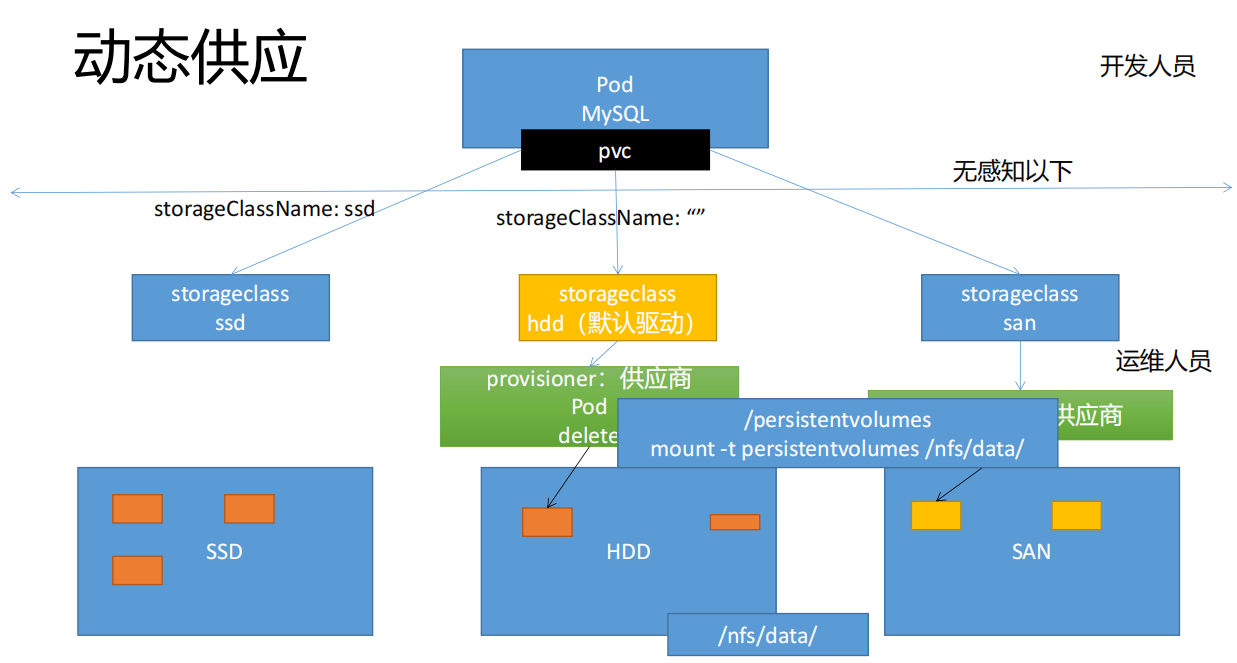 动态供应
开发人员
Pod
MySQL
pvc
无感知以下
storageClassName: ssd
storageClassName: “”
storageclass
ssd
storageclass
hdd（默认驱动）
storageclass
san
运维人员
provisioner：供应商
Pod
delete
供应商
/persistentvolumes
mount -t persistentvolumes /nfs/data/
SSD
HDD
SAN
/nfs/data/